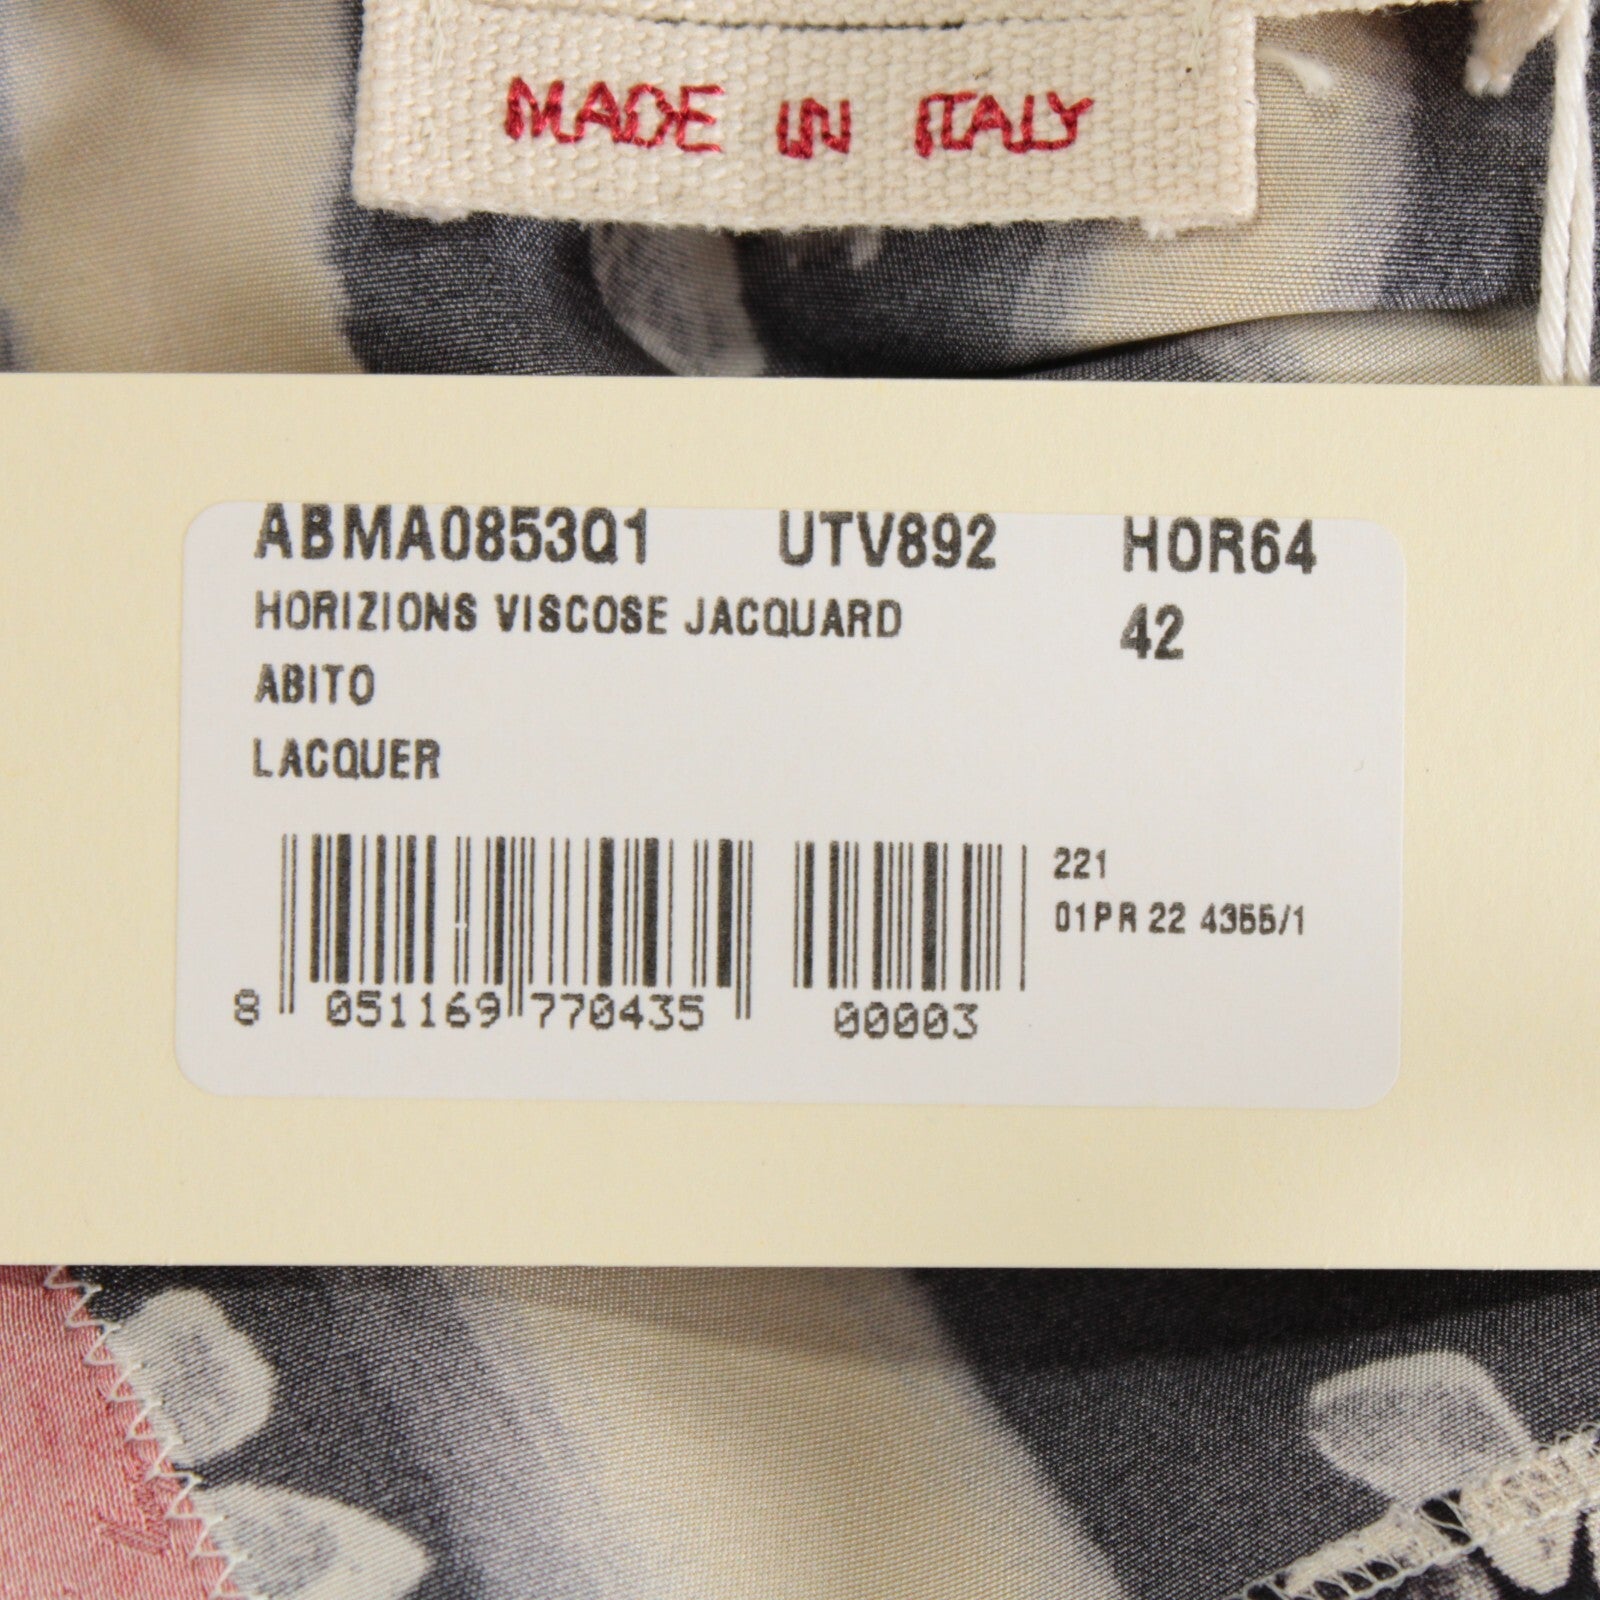 MADE IN ITALY
ABMA0853Q1 UTV892 HOR64
HORIZIONS VISCOSE JACQUARD 42
ABITO
LACQUER
221
01PR 22 4355/1
8 051169 770435 00003